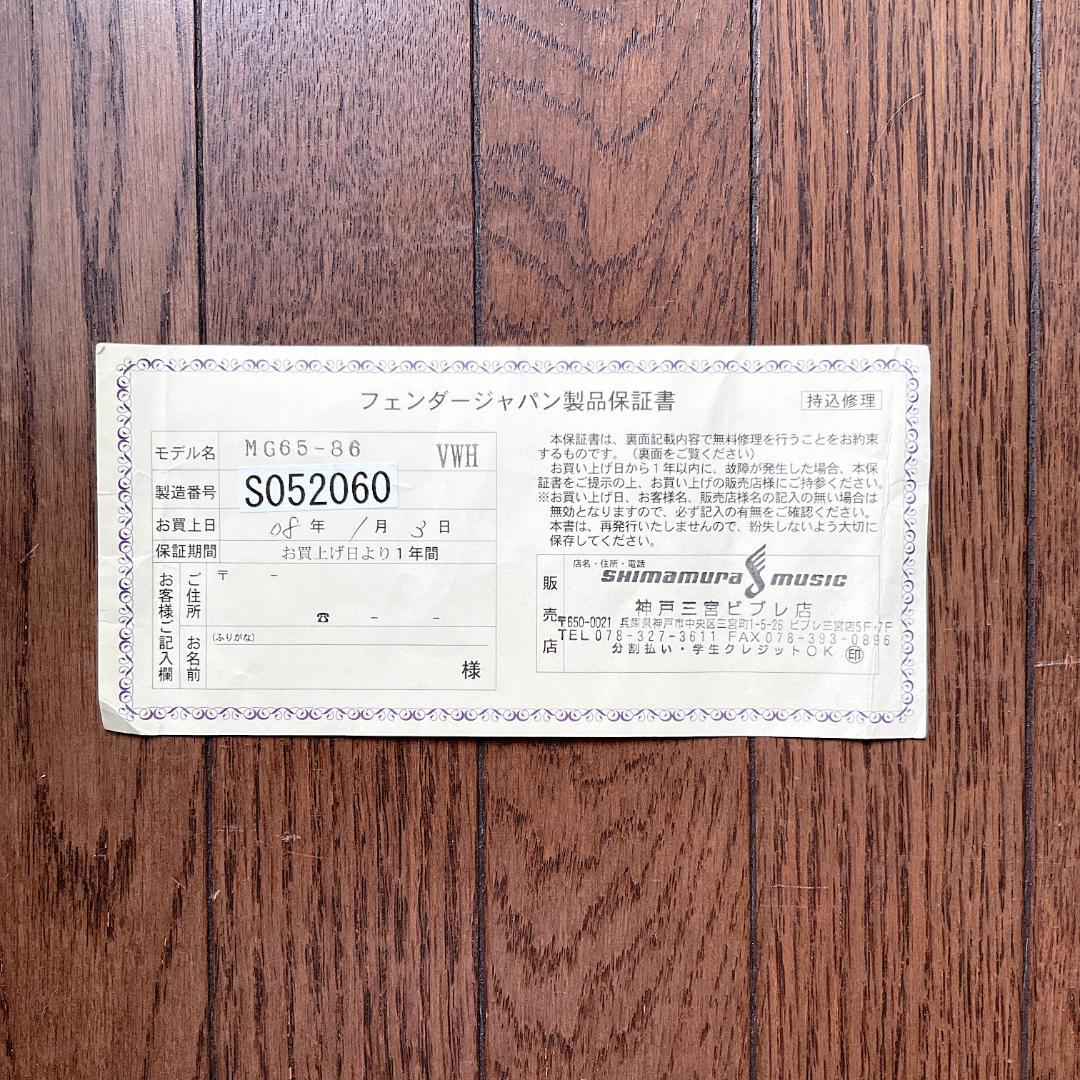 フェンダージャパン製品保証書
持込修理
モデル名 MG65-86 VWH
製造番号 S052060
お買上日 08年 1月 3日
保証期間 お買上げ日より1年間
お客様ご記入欄
ご住所 〒 -
☎ - -
お名前 (ふりがな)
様
本保証書は、裏面記載内容で無料修理を行うことをお約束
するものです。(裏面をご覧ください)
お買い上げ日から1年以内に、故障が発生した場合、本保
証書をご提示の上、お買い上げの販売店様にご持参ください。
※お買い上げ日、お客様名、販売店様名の記入の無い場合は
無効となりますので、必ず記入の有無をご確認ください。
本書は、再発行いたしませんので、紛失しないよう大切に
保存してください。
販売店
店名・住所・電話
SHIMAMURA MUSIC
神戸三宮ビブレ店
〒650-0021 兵庫県神戸市中央区三宮町1-5-26 ビブレ三宮店5F・7F
TEL 078-327-3611 FAX 078-393-0896
分割払い・学生クレジットOK 印